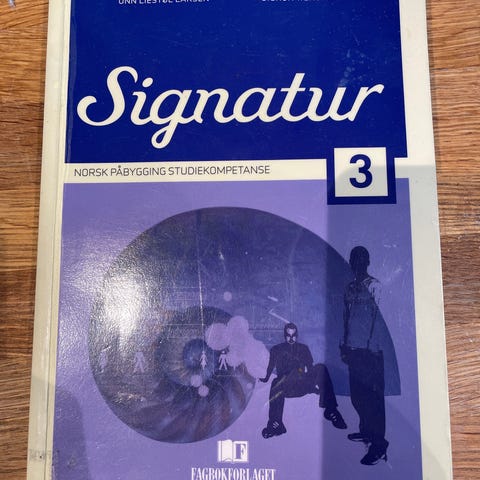 Signatur
NORSK PÅBYGGING STUDIEKOMPETANSE
3
F
FAGBOKFORLAGET